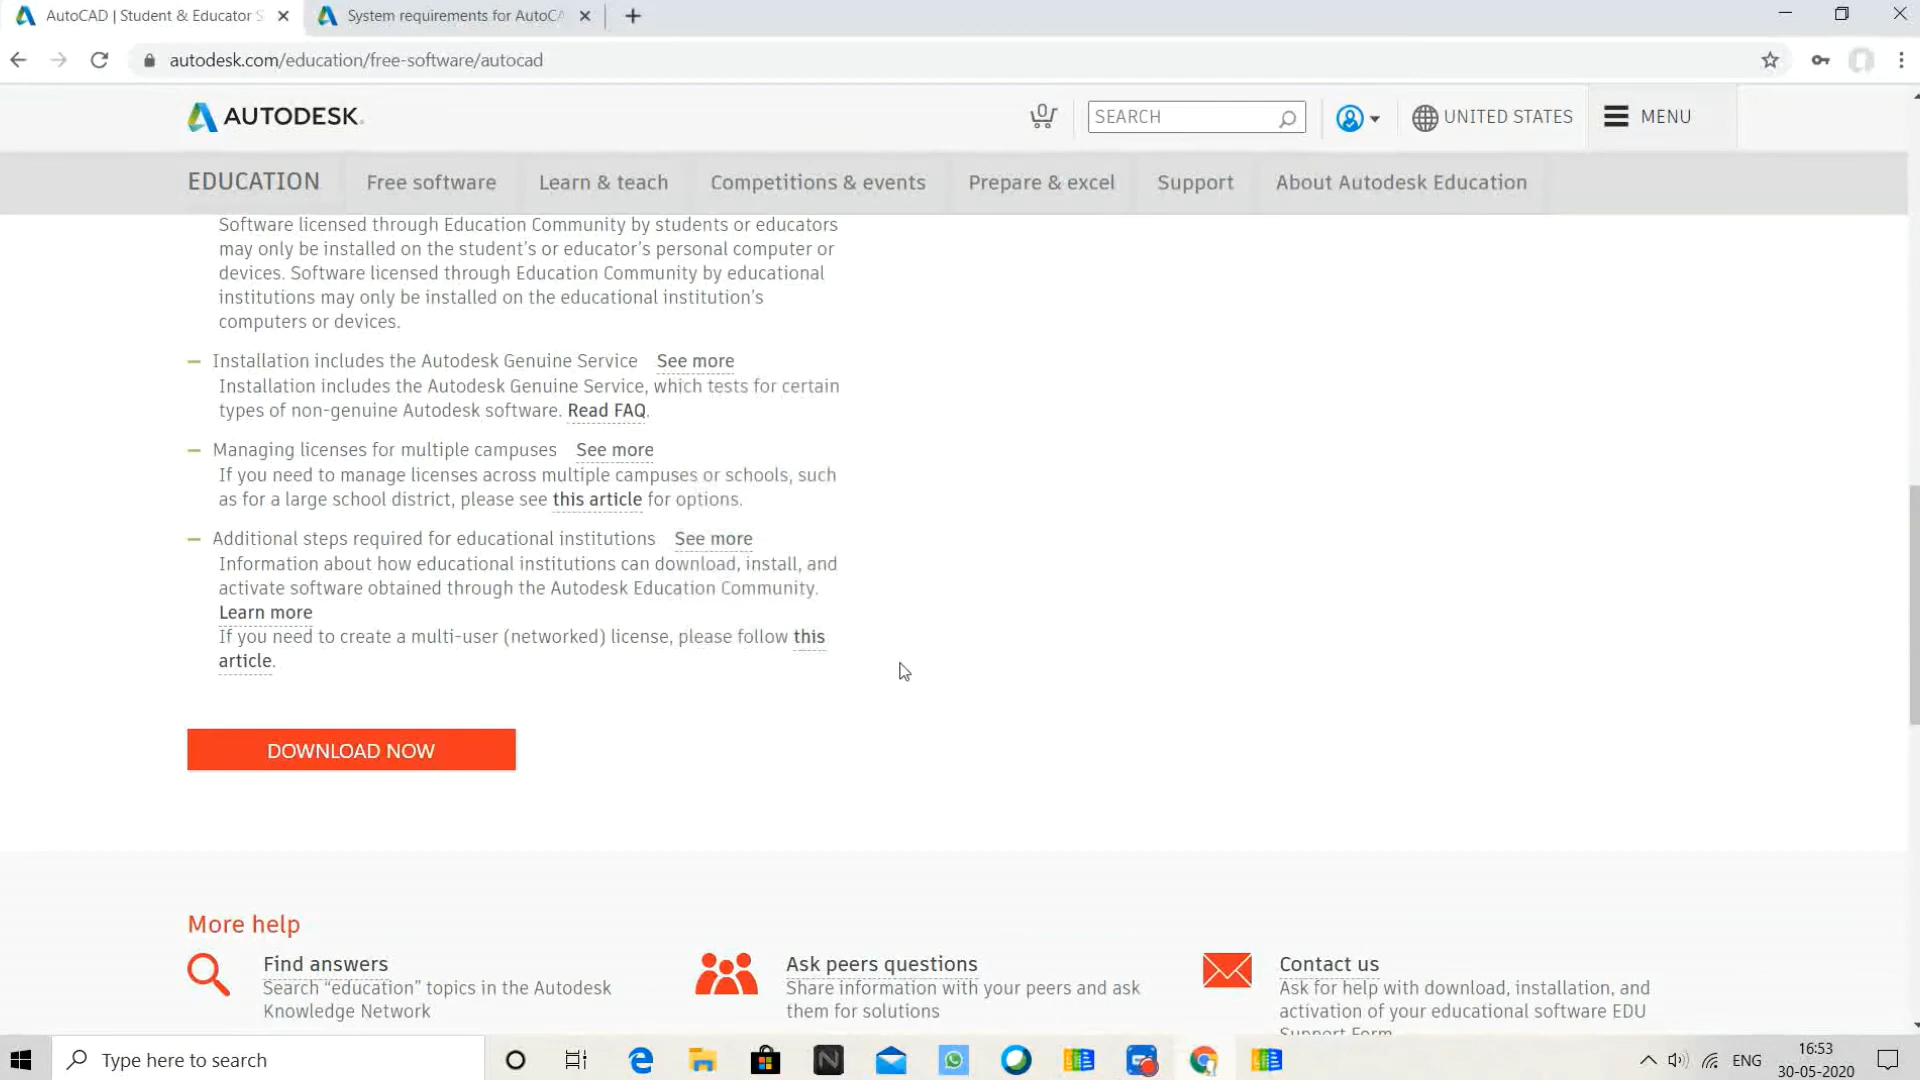 AutoCAD | Student & Educator S
System requirements for AutoCA
autodesk.com/education/free-software/autocad
AUTODESK.
0
SEARCH
UNITED STATES
MENU
EDUCATION
Free software
Learn & teach
Competitions & events
Prepare & excel
Support
About Autodesk Education
Software licensed through Education Community by students or educators
may only be installed on the student's or educator's personal computer or
devices. Software licensed through Education Community by educational
institutions may only be installed on the educational institution's
computers or devices.
Installation includes the Autodesk Genuine Service See more
Installation includes the Autodesk Genuine Service, which tests for certain
types of non-genuine Autodesk software. Read FAQ.
Managing licenses for multiple campuses See more
If you need to manage licenses across multiple campuses or schools, such
as for a large school district, please see this article for options.
Additional steps required for educational institutions See more
Information about how educational institutions can download, install, and
activate software obtained through the Autodesk Education Community.
Learn more
If you need to create a multi-user (networked) license, please follow this
article.
DOWNLOAD NOW
More help
Find answers
Search “education” topics in the Autodesk
Knowledge Network
Ask peers questions
Share information with your peers and ask
them for solutions
Contact us
Ask for help with download, installation, and
activation of your educational software EDU
Support Form
Type here to search
ENG
16:53
30-05-2020